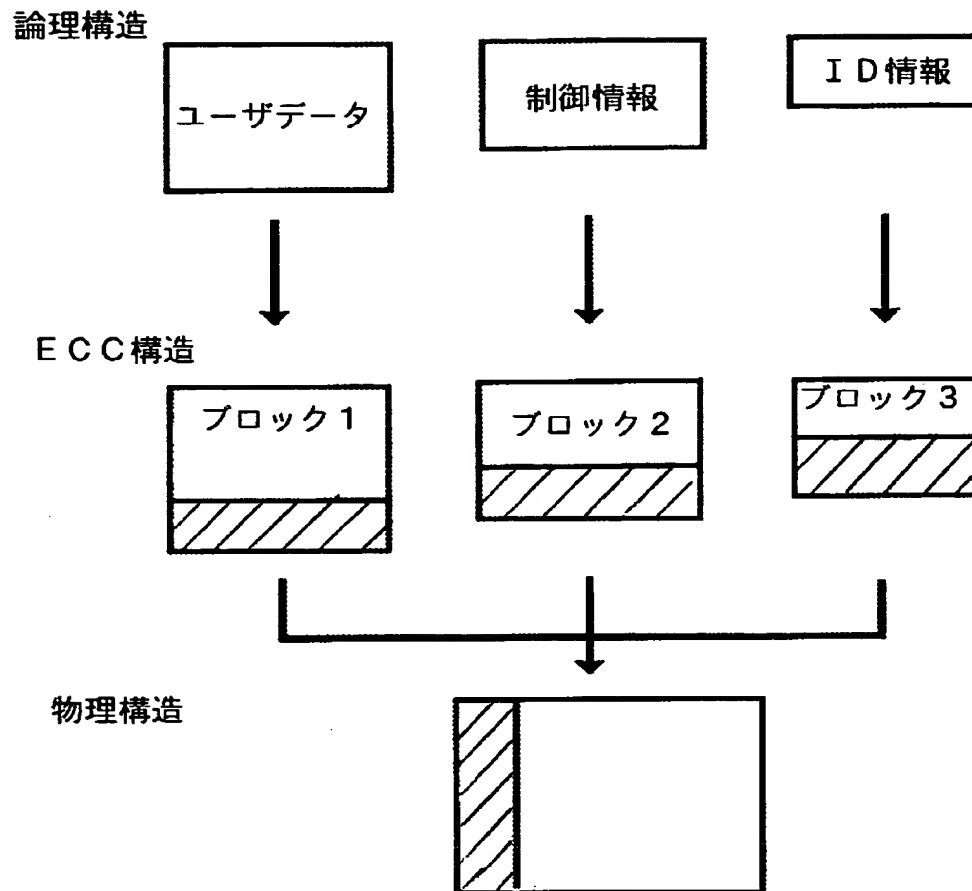 論理構造
ユーザデータ
制御情報
ＩＤ情報
ＥＣＣ構造
ブロック１
ブロック２
ブロック３
物理構造